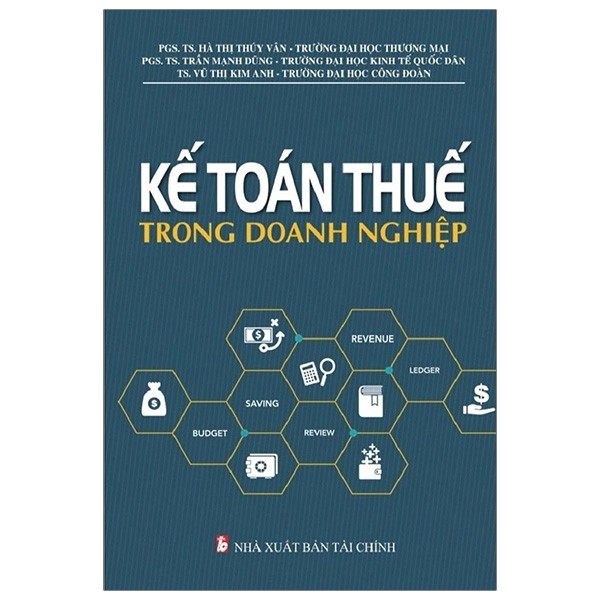 PGS. TS. HÀ THỊ THÚY VÂN - TRƯỜNG ĐẠI HỌC THƯƠNG MẠI
PGS. TS. TRẦN MẠNH DŨNG - TRƯỜNG ĐẠI HỌC KINH TẾ QUỐC DÂN
TS. VŨ THỊ KIM ANH - TRƯỜNG ĐẠI HỌC CÔNG ĐOÀN
KẾ TOÁN THUẾ
TRONG DOANH NGHIỆP
REVENUE
LEDGER
SAVING
BUDGET
REVIEW
NHÀ XUẤT BẢN TÀI CHÍNH